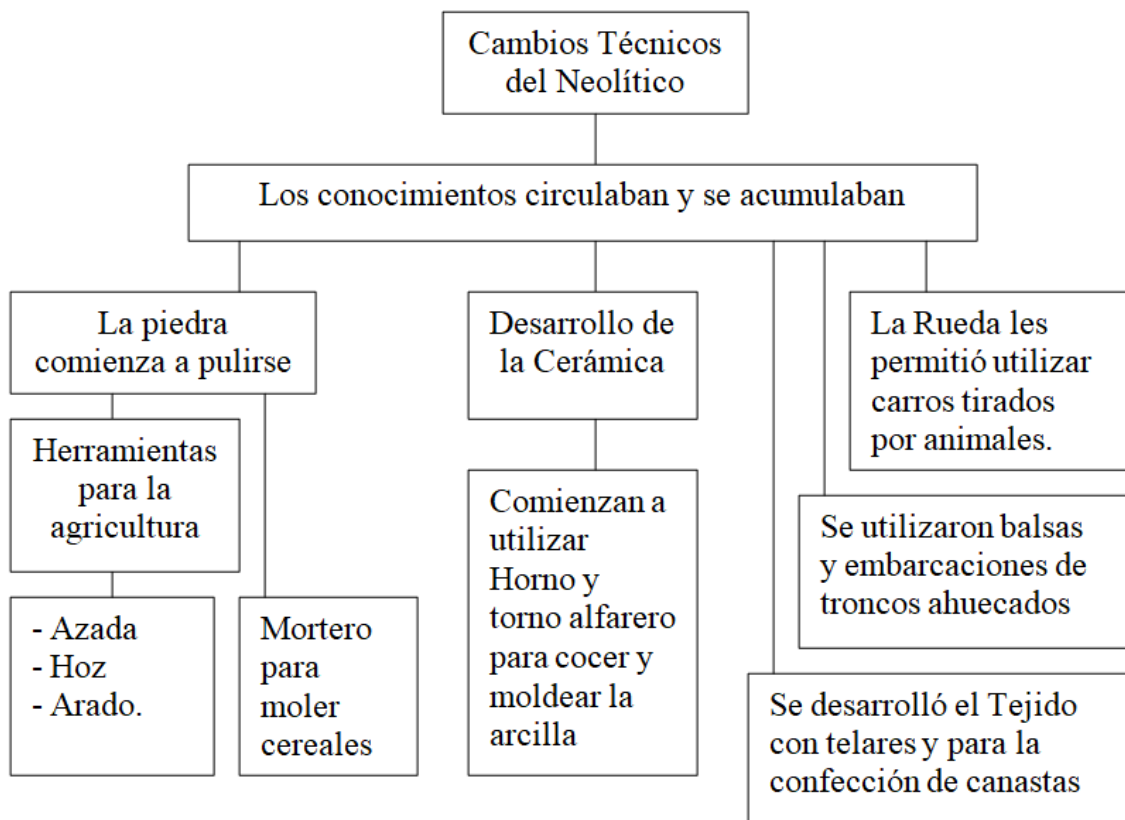 Cambios Técnicos
del Neolítico
Los conocimientos circulaban y se acumulaban
La piedra
comienza a pulirse
Herramientas
para la
agricultura
- Azada
- Hoz
- Arado.
Mortero
para
moler
cereales
Desarrollo de
la Cerámica
Comienzan a
utilizar
Horno y
torno alfarero
para cocer y
moldear la
arcilla
La Rueda les
permitió utilizar
carros tirados
por animales.
Se utilizaron balsas
y embarcaciones de
troncos ahuecados
Se desarrolló el Tejido
con telares y para la
confección de canastas